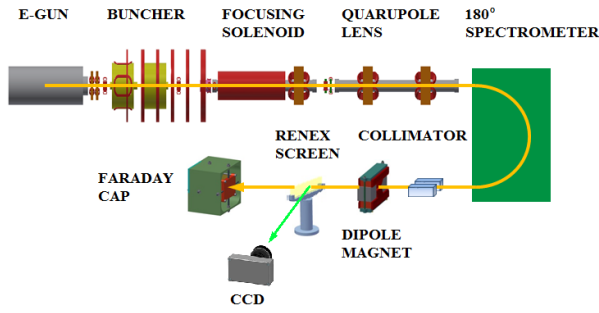 E-GUN
BUNCHER
FOCUSING
SOLENOID
QUARUPOLE
LENS
180°
SPECTROMETER
RENEX
SCREEN
COLLIMATOR
FARADAY
CAP
DIPOLE
MAGNET
CCD